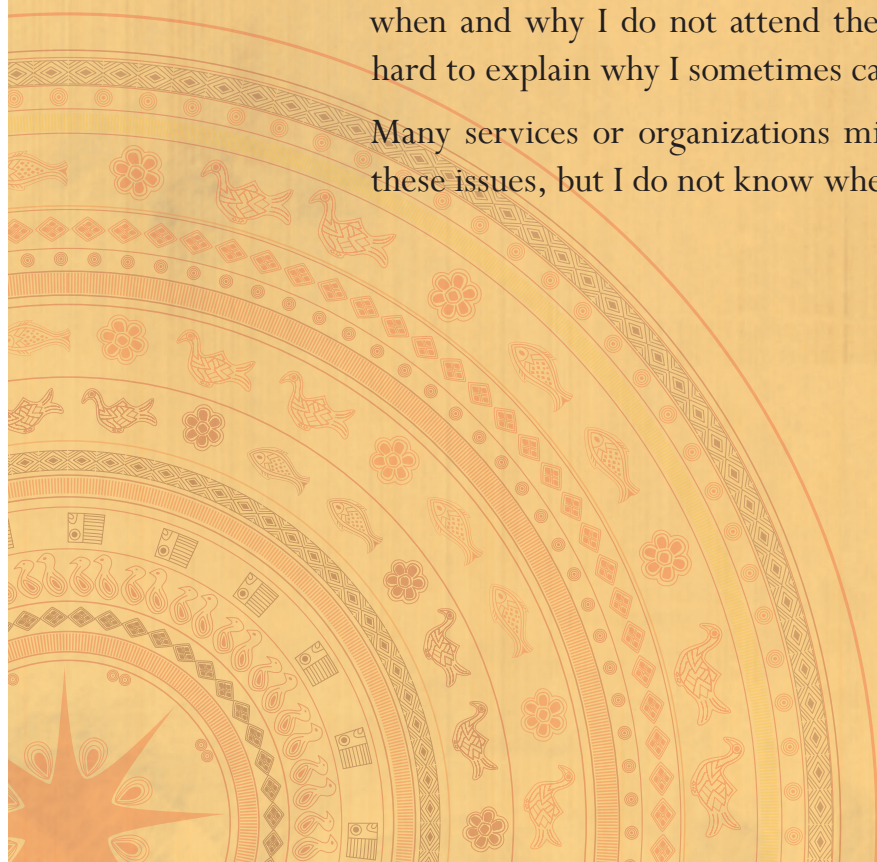 when and why I do not attend the
hard to explain why I sometimes ca
Many services or organizations mi
these issues, but I do not know whe